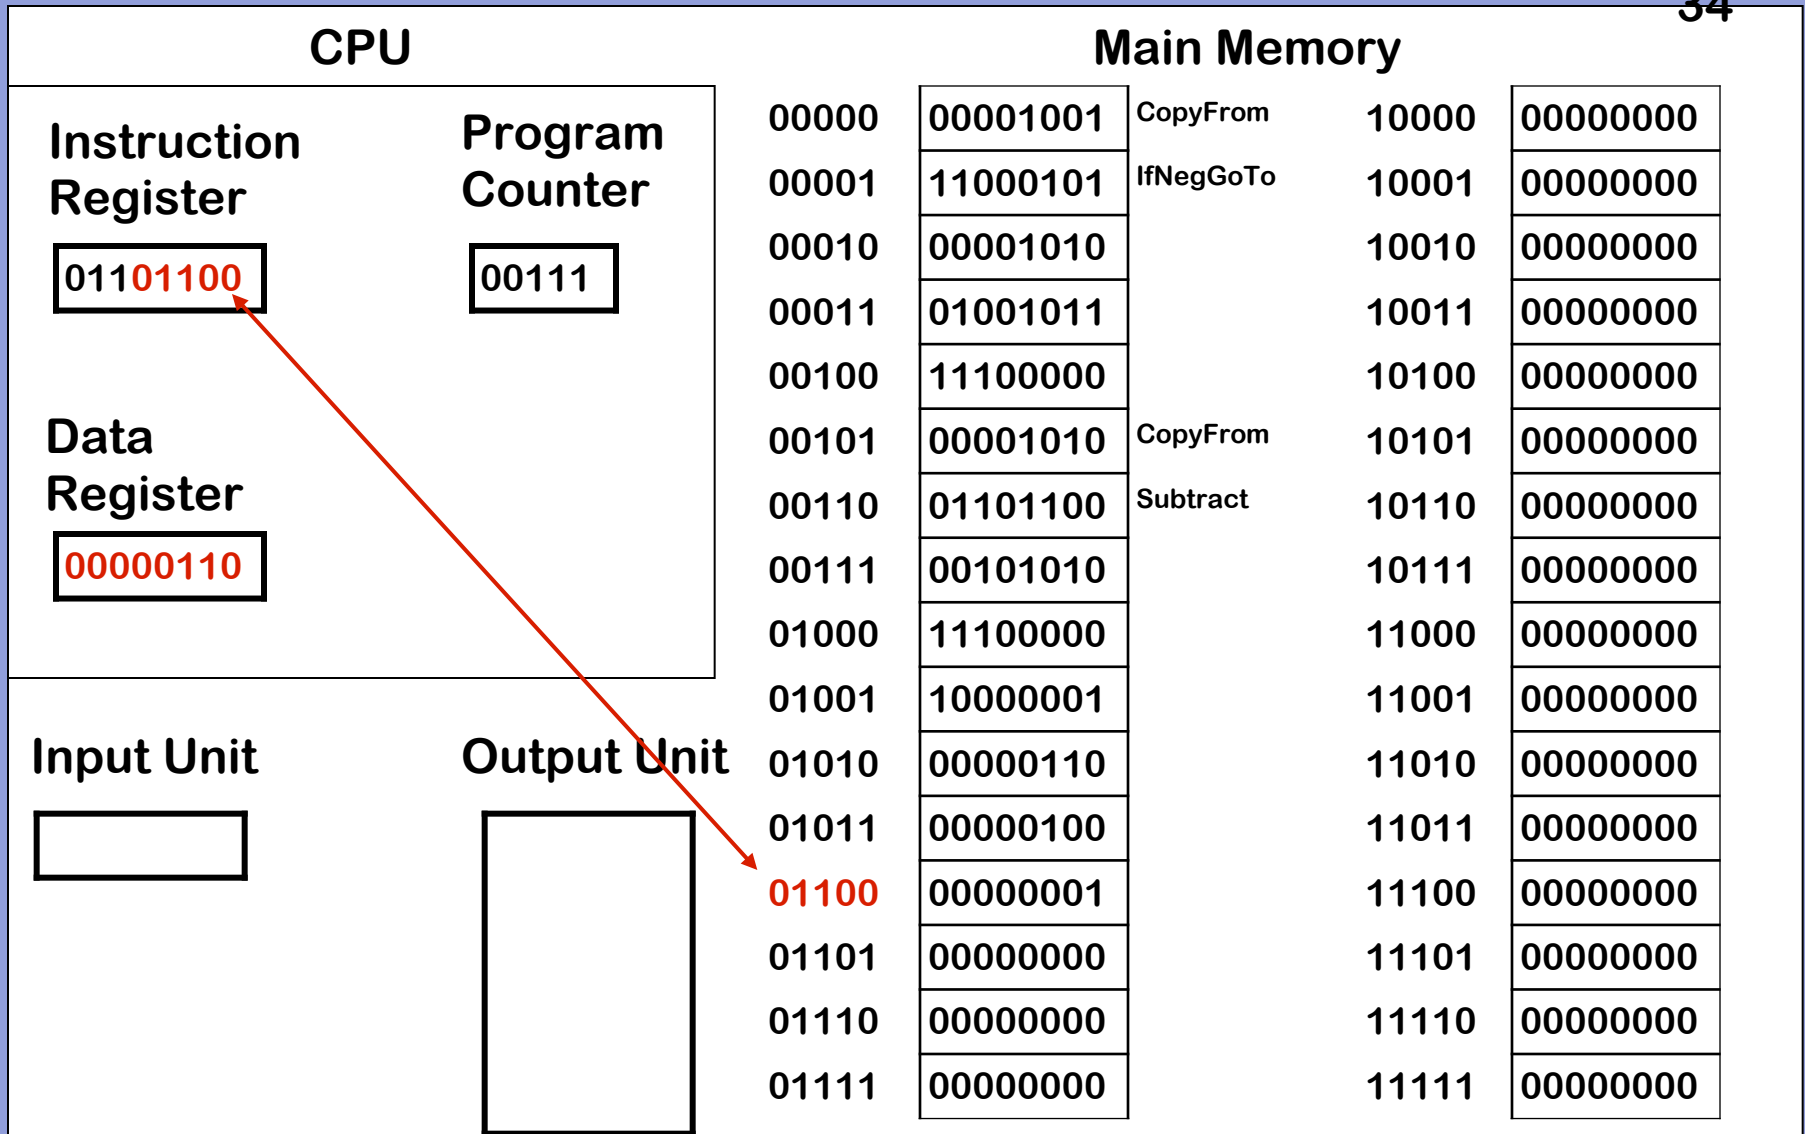 34
CPU
Instruction
Register
01101100
Program
Counter
00111
Data
Register
00000110
Input Unit
Output Unit
Main Memory
00000 00001001 CopyFrom
00001 11000101 IfNegGoTo
00010 00001010
00011 01001011
00100 11100000
00101 00001010 CopyFrom
00110 01101100 Subtract
00111 00101010
01000 11100000
01001 10000001
01010 00000110
01011 00000100
01100 00000001
01101 00000000
01110 00000000
01111 00000000
10000 00000000
10001 00000000
10010 00000000
10011 00000000
10100 00000000
10101 00000000
10110 00000000
10111 00000000
11000 00000000
11001 00000000
11010 00000000
11011 00000000
11100 00000000
11101 00000000
11110 00000000
11111 00000000